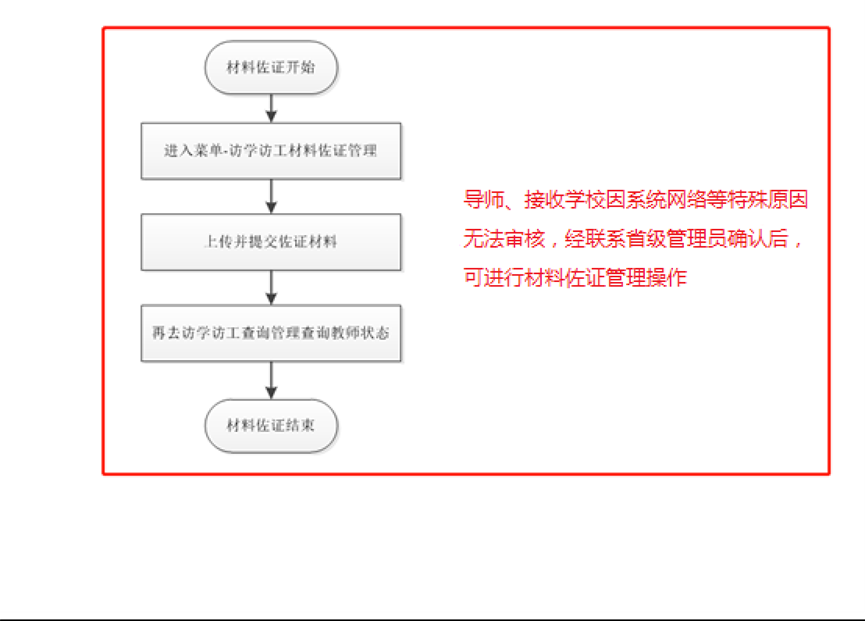 材料佐证开始
进入菜单-访学访工材料佐证管理
上传并提交佐证材料
再去访学访工查询管理查询教师状态
材料佐证结束
导师、接收学校因系统网络等特殊原因
无法审核，经联系省级管理员确认后，
可进行材料佐证管理操作